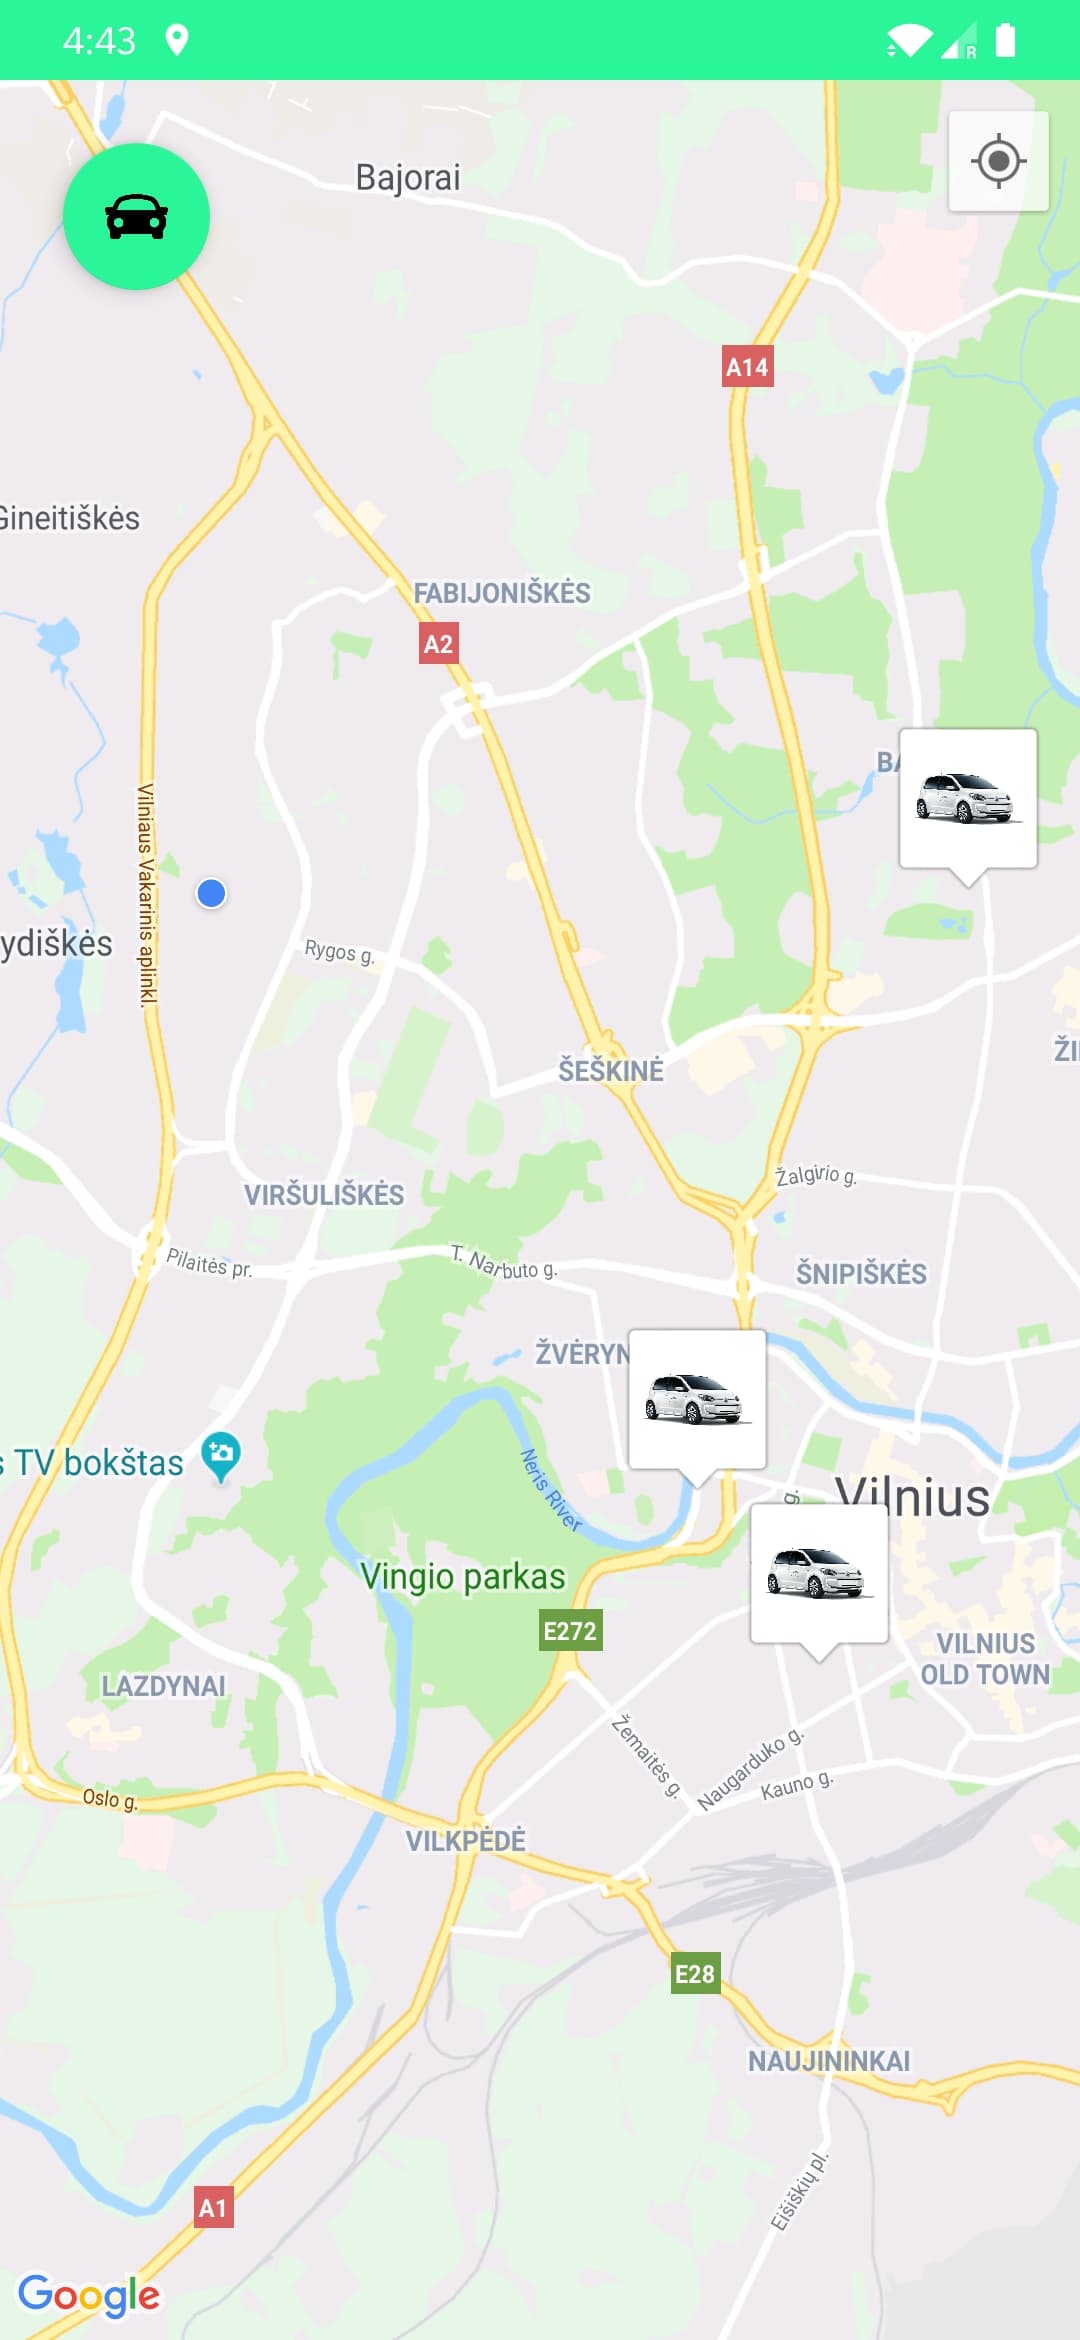 4:43
R
Bajorai
A14
Gineitiškės
FABIJONIŠKĖS
A2
Vilniaus Vakarinis aplinkl.
ydiškės
Rygos g.
ŠEŠKINĖ
Žalgirio g.
VIRŠULIŠKĖS
Pilaitės pr.
T. Narbuto g.
ŠNIPIŠKĖS
ŽVĖRYN
s TV bokštas
Neris River
g.
Vilnius
Vingio parkas
E272
VILNIUS
OLD TOWN
LAZDYNAI
Žemaitės g.
Naugarduko g.
Kauno g.
Oslo g.
VILKPĖDĖ
E28
NAUJININKAI
Eišiškių pl.
A1
Google